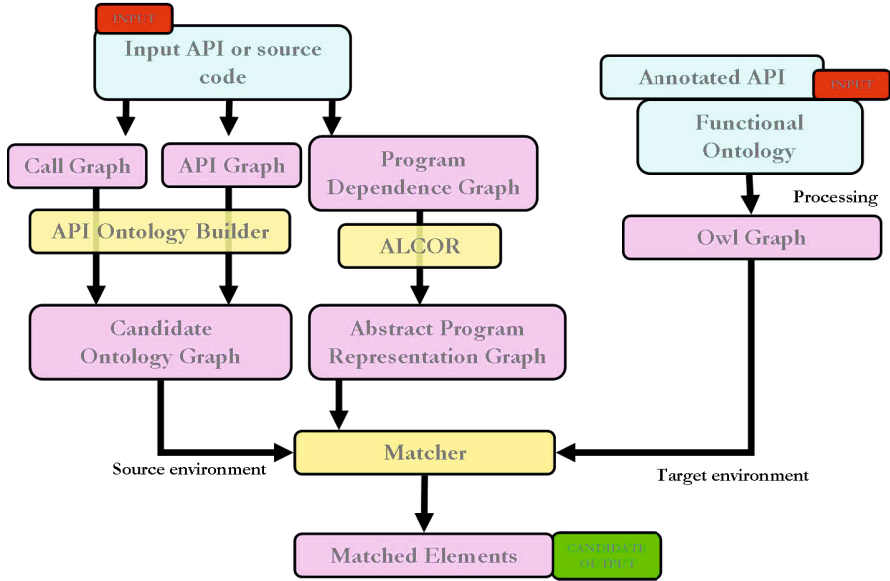 INPUT
Input API or source
code
Annotated API
INPUT
Functional
Ontology
Call Graph
API Graph
Program
Dependence Graph
Processing
API Ontology Builder
ALCOR
Owl Graph
Candidate
Ontology Graph
Abstract Program
Representation Graph
Source environment
Matcher
Target environment
Matched Elements
CANDIDATE
OUTPUT